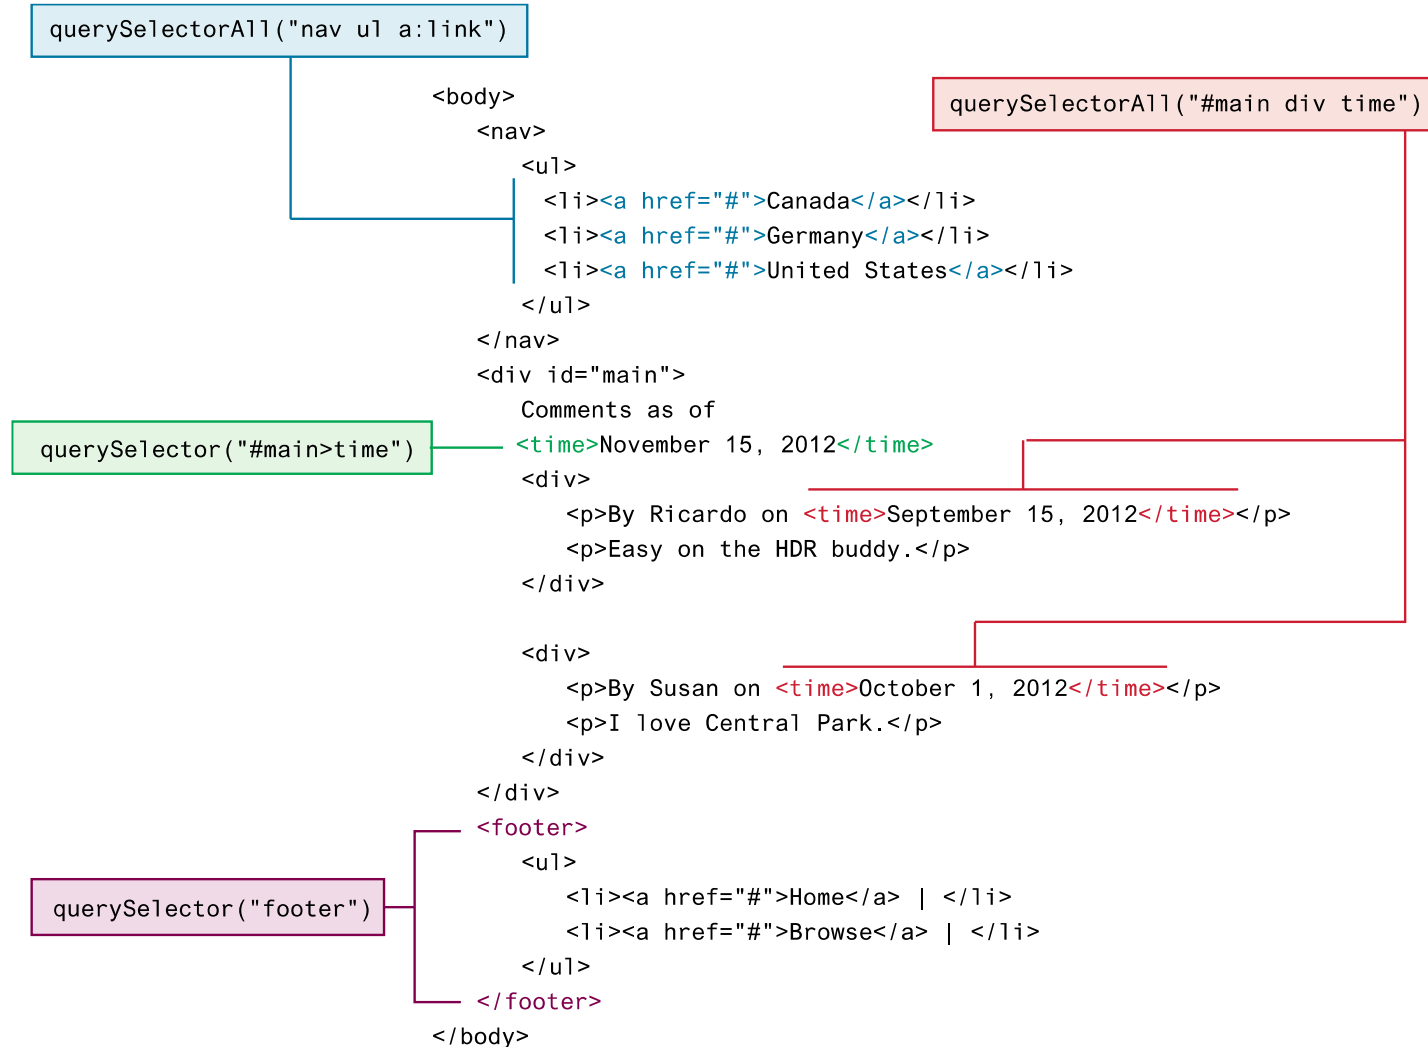 querySelectorAll("nav ul a:link")
<body>
querySelectorAll("#main div time")
<nav>
<ul>
<li><a href="#">Canada</a></li>
<li><a href="#">Germany</a></li>
<li><a href="#">United States</a></li>
</ul>
</nav>
<div id="main">
Comments as of
querySelector("#main>time")
<time>November 15, 2012</time>
<div>
<p>By Ricardo on <time>September 15, 2012</time></p>
<p>Easy on the HDR buddy.</p>
</div>
<div>
<p>By Susan on <time>October 1, 2012</time></p>
<p>I love Central Park.</p>
</div>
</div>
<footer>
<ul>
<li><a href="#">Home</a> | </li>
querySelector("footer")
<li><a href="#">Browse</a> | </li>
</ul>
</footer>
</body>